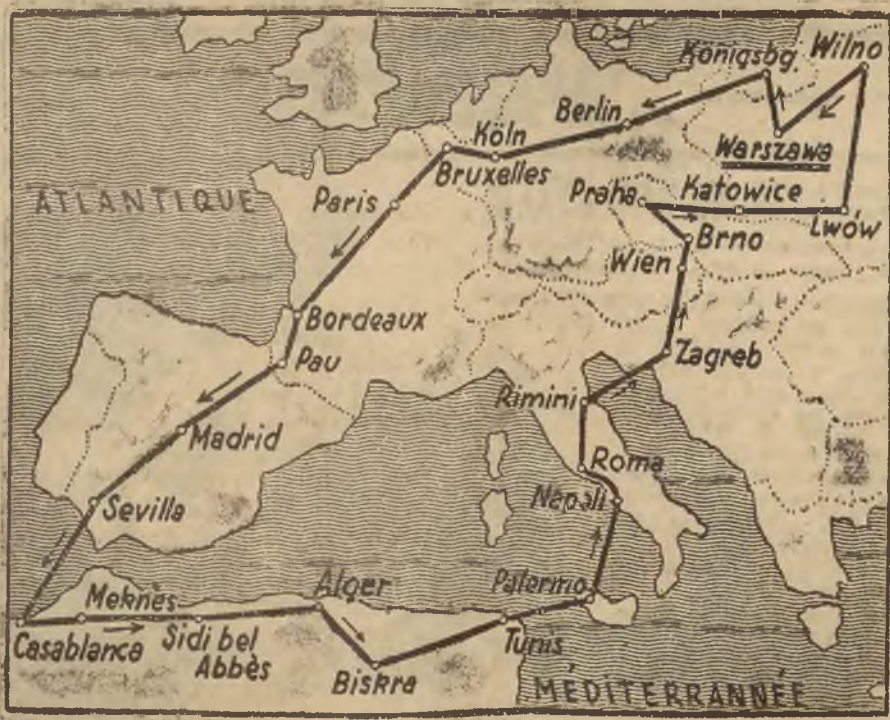 Königsbg.
Wilno
Berlin
Köln
Warszawa
Bruxelles
ATLANTIQUE
Paris
Praha
Katowice
Lwów
Brno
Wien
Bordeaux
Pau
Zagreb
Rimini
Madrid
Roma
Napoli
Sevilla
Palermo
Alger
Meknès
Casablanca
Sidi bel
Abbès
Tunis
Biskra
MÉDITERRANNÉE